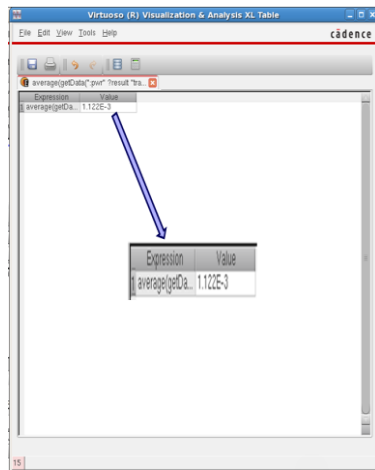 Virtuoso (R) Visualization & Analysis XL Table
File Edit View Tools Help
cādence
average(getData(":pwr" ?result "tra...
Expression Value
1 average(getDa... 1.122E-3
Expression Value
1 average(getDa... 1.122E-3
15